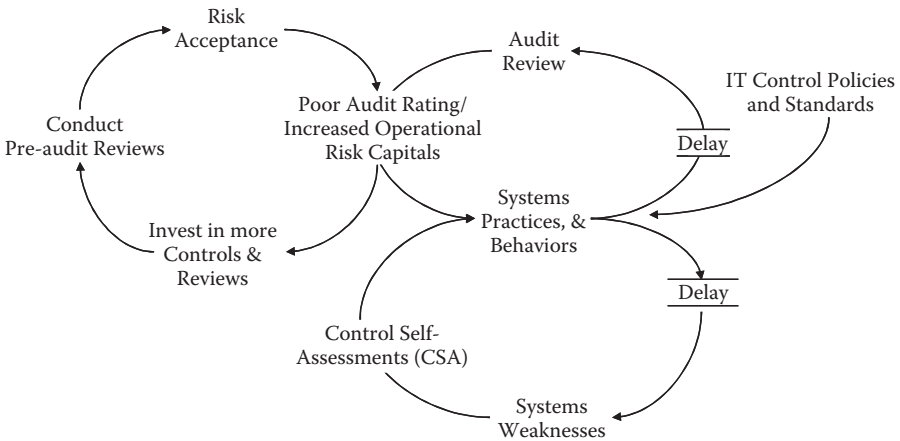 Risk
Acceptance
Audit
Review
IT Control Policies
and Standards
Conduct
Pre-audit Reviews
Poor Audit Rating/
Increased Operational
Risk Capitals
Delay
Systems
Practices, &
Behaviors
Invest in more
Controls &
Reviews
Delay
Control Self-
Assessments (CSA)
Systems
Weaknesses